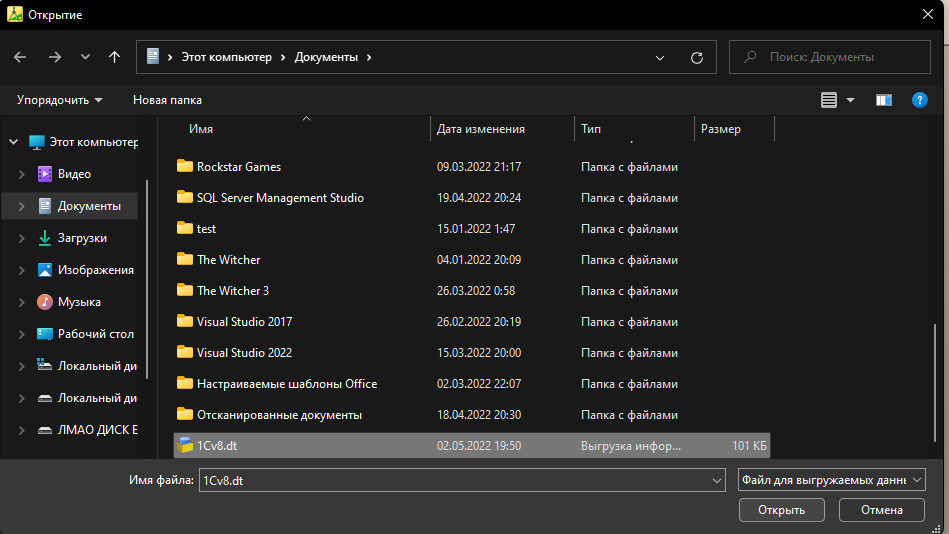 Открытие
Этот компьютер › Документы ›
Поиск: Документы
Упорядочить Новая папка
Имя Дата изменения Тип Размер
Этот компьютер
Видео
Документы
Загрузки
Изображения
Музыка
Рабочий стол
Локальный ди
Локальный ди
ЛМАО ДИСК E
Rockstar Games 09.03.2022 21:17 Папка с файлами
SQL Server Management Studio 19.04.2022 20:24 Папка с файлами
test 15.01.2022 1:47 Папка с файлами
The Witcher 04.01.2022 20:09 Папка с файлами
The Witcher 3 26.03.2022 0:58 Папка с файлами
Visual Studio 2017 26.02.2022 20:19 Папка с файлами
Visual Studio 2022 15.03.2022 20:00 Папка с файлами
Настраиваемые шаблоны Office 02.03.2022 22:07 Папка с файлами
Отсканированные документы 18.04.2022 20:30 Папка с файлами
1Cv8.dt 02.05.2022 19:50 Выгрузка инфор... 101 КБ
Имя файла: 1Cv8.dt Файл для выгружаемых данн
Открыть Отмена